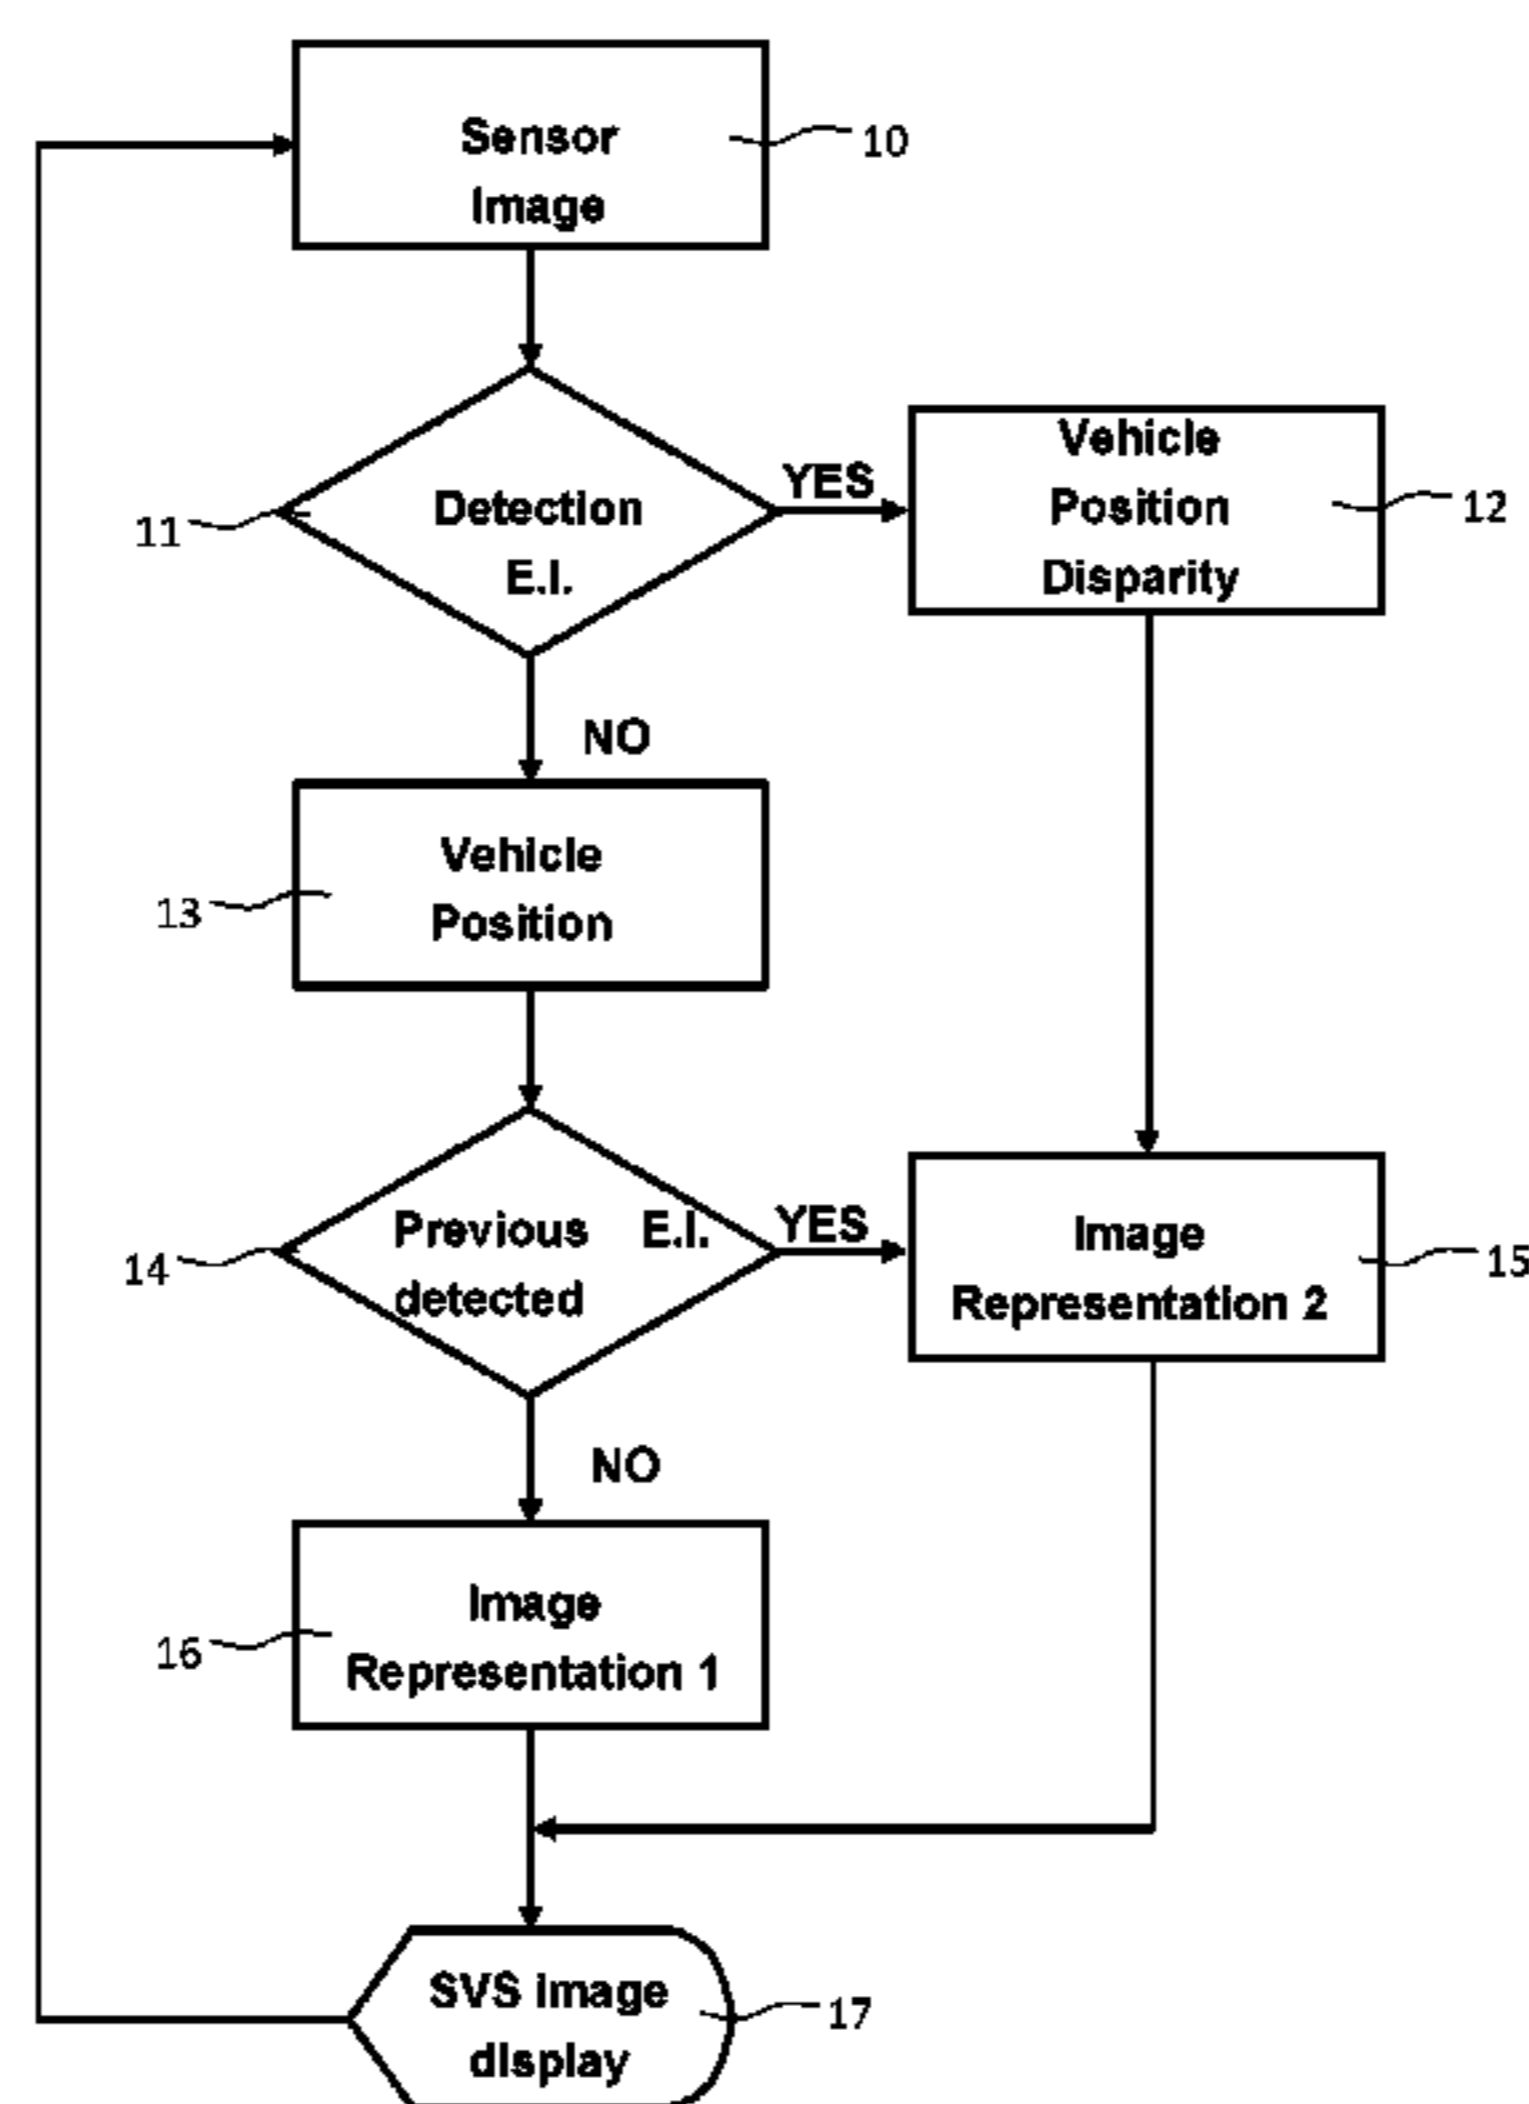 Sensor
Image
10
Detection
E.I.
11
YES
Vehicle
Position
Disparity
12
NO
Vehicle
Position
13
Previous E.I.
detected
14
YES
Image
Representation 2
15
NO
Image
Representation 1
16
SVS image
display
17